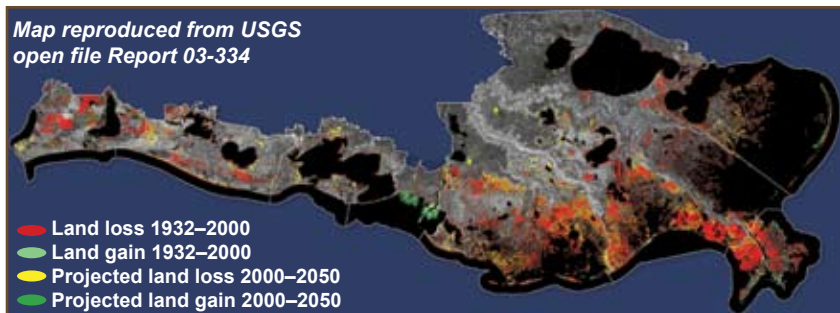 Map reproduced from USGS
open file Report 03-334
Land loss 1932–2000
Land gain 1932–2000
Projected land loss 2000–2050
Projected land gain 2000–2050